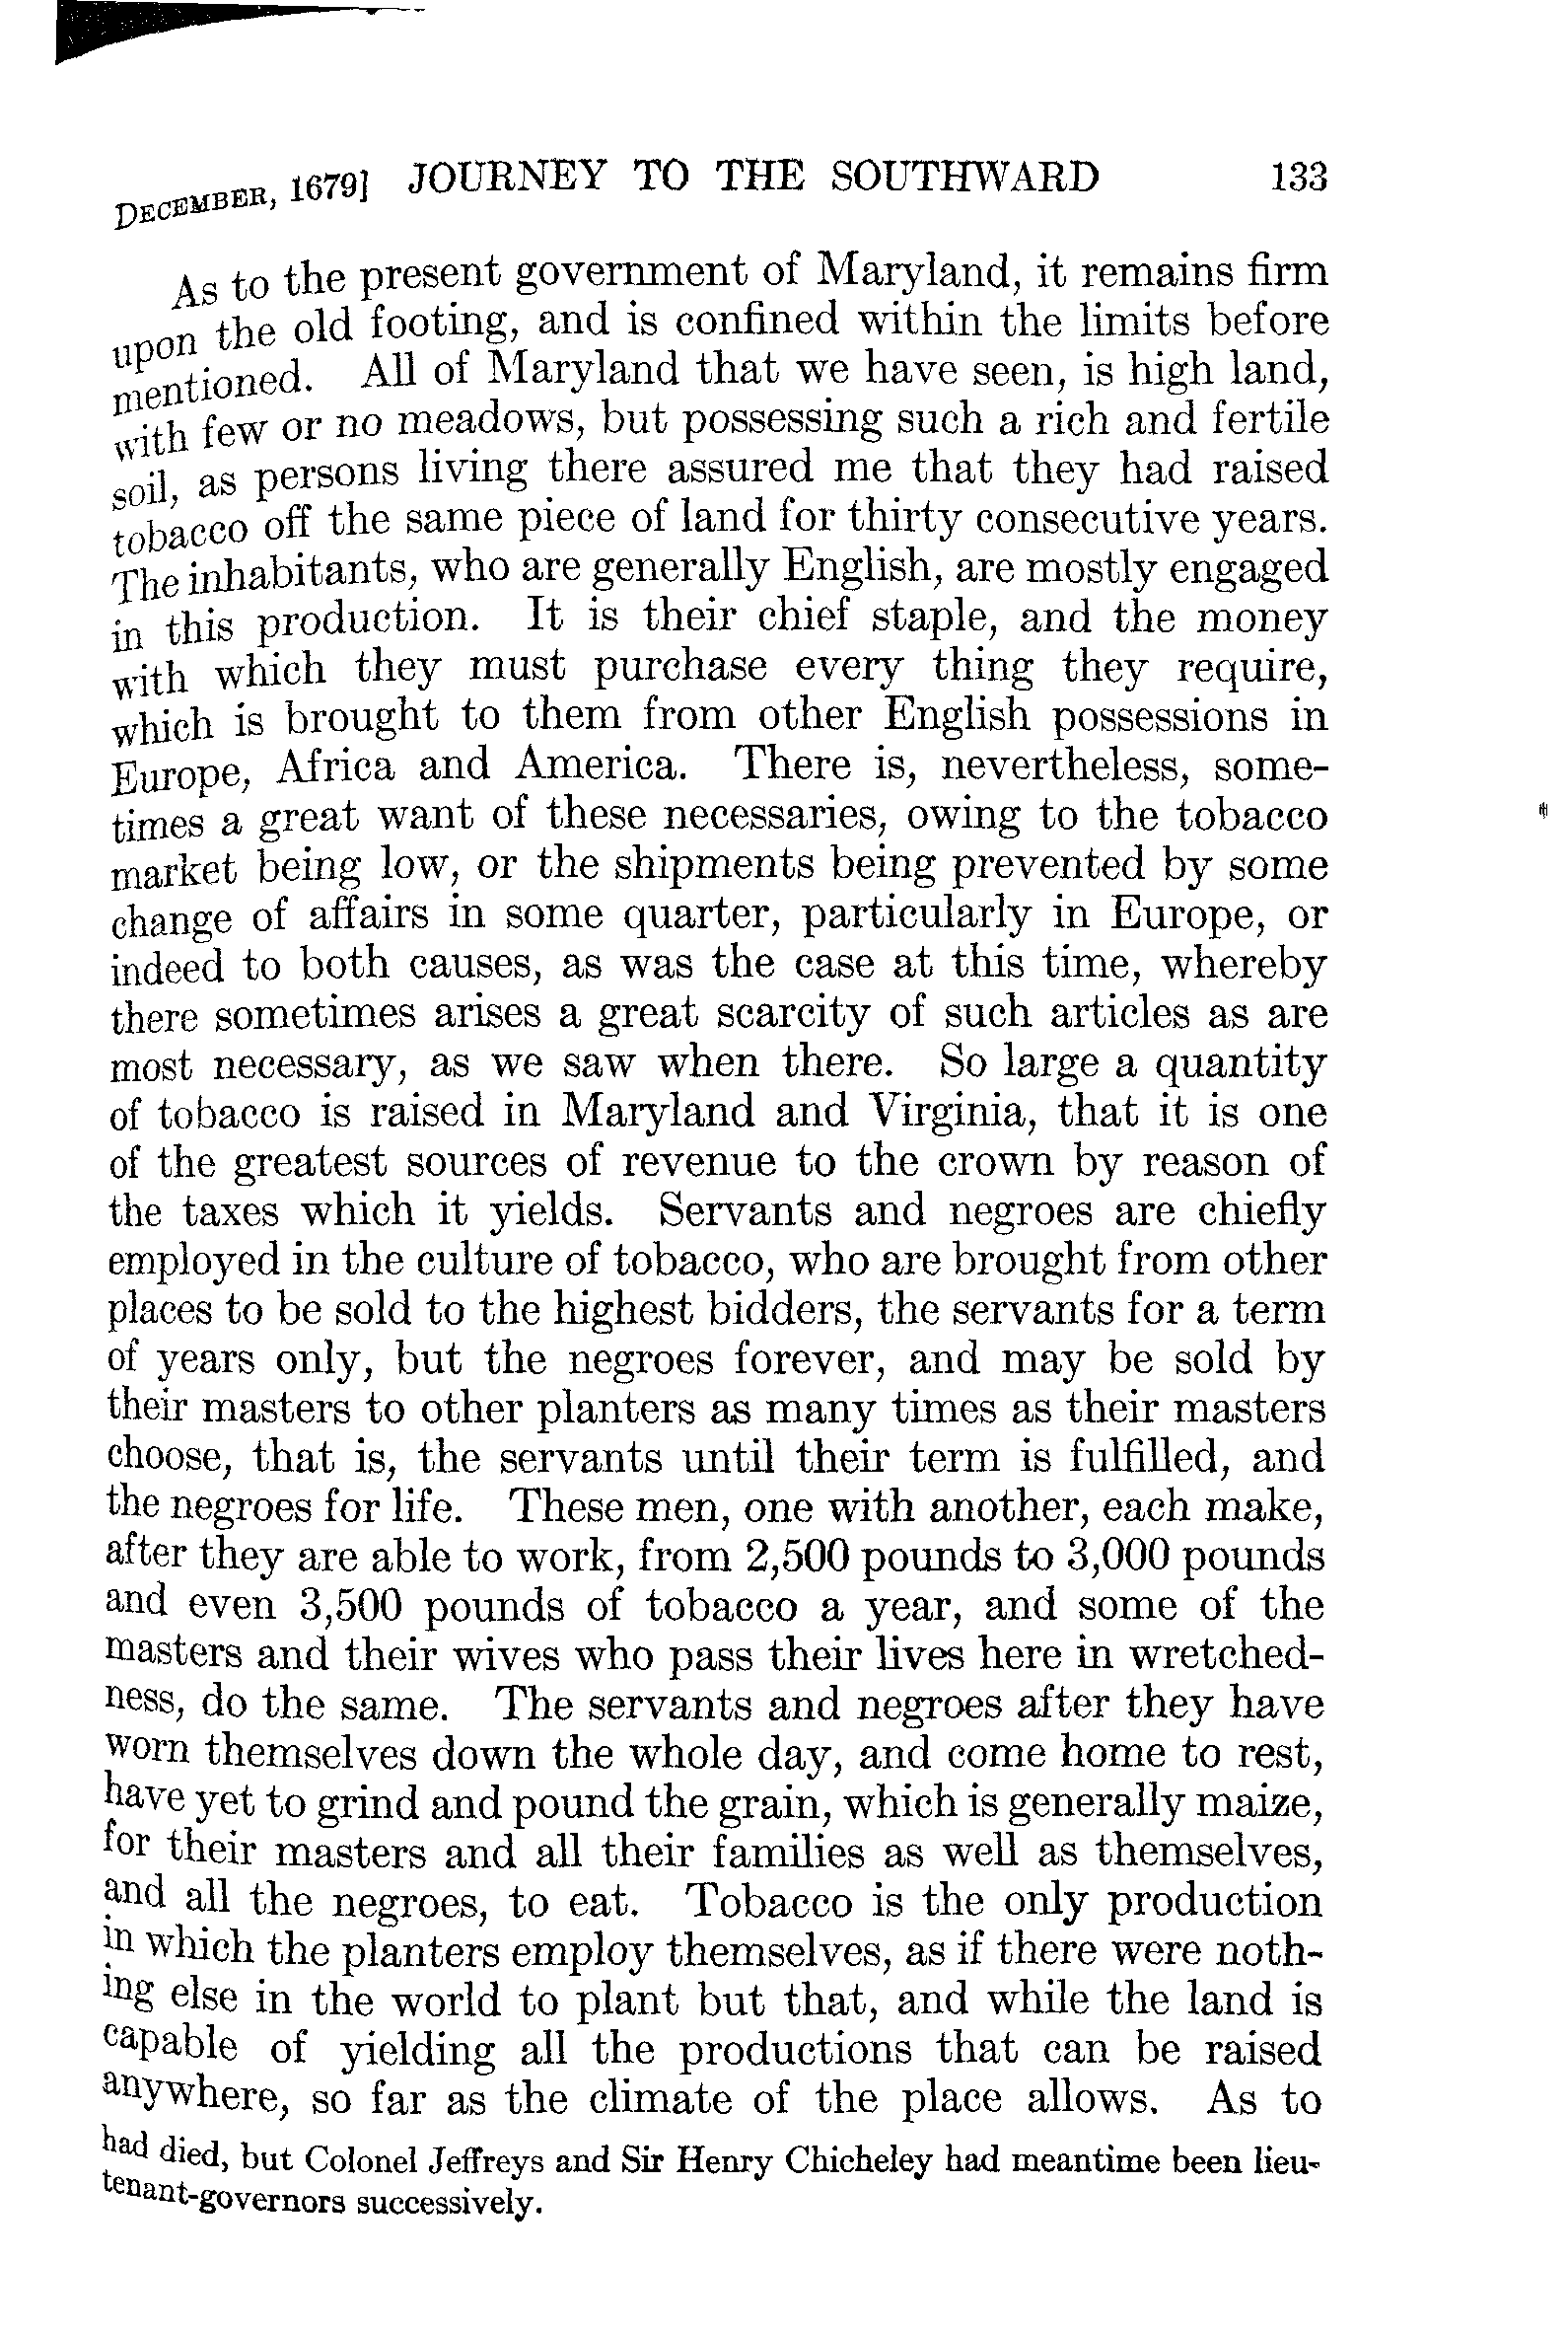 DECEMBER, 1679] JOURNEY TO THE SOUTHWARD 133
As to the present government of Maryland, it remains firm
upon the old footing, and is confined within the limits before
mentioned. All of Maryland that we have seen, is high land,
with few or no meadows, but possessing such a rich and fertile
soil, as persons living there assured me that they had raised
tobacco off the same piece of land for thirty consecutive years.
The inhabitants, who are generally English, are mostly engaged
in this production. It is their chief staple, and the money
with which they must purchase every thing they require,
which is brought to them from other English possessions in
Europe, Africa and America. There is, nevertheless, some-
times a great want of these necessaries, owing to the tobacco
market being low, or the shipments being prevented by some
change of affairs in some quarter, particularly in Europe, or
indeed to both causes, as was the case at this time, whereby
there sometimes arises a great scarcity of such articles as are
most necessary, as we saw when there. So large a quantity
of tobacco is raised in Maryland and Virginia, that it is one
of the greatest sources of revenue to the crown by reason of
the taxes which it yields. Servants and negroes are chiefly
employed in the culture of tobacco, who are brought from other
places to be sold to the highest bidders, the servants for a term
of years only, but the negroes forever, and may be sold by
their masters to other planters as many times as their masters
choose, that is, the servants until their term is fulfilled, and
the negroes for life. These men, one with another, each make,
after they are able to work, from 2,500 pounds to 3,000 pounds
and even 3,500 pounds of tobacco a year, and some of the
masters and their wives who pass their lives here in wretched-
ness, do the same. The servants and negroes after they have
worn themselves down the whole day, and come home to rest,
have yet to grind and pound the grain, which is generally maize,
for their masters and all their families as well as themselves,
and all the negroes, to eat. Tobacco is the only production
in which the planters employ themselves, as if there were noth-
ing else in the world to plant but that, and while the land is
capable of yielding all the productions that can be raised
anywhere, so far as the climate of the place allows. As to
had died, but Colonel Jeffreys and Sir Henry Chicheley had meantime been lieu-
tenant-governors successively.